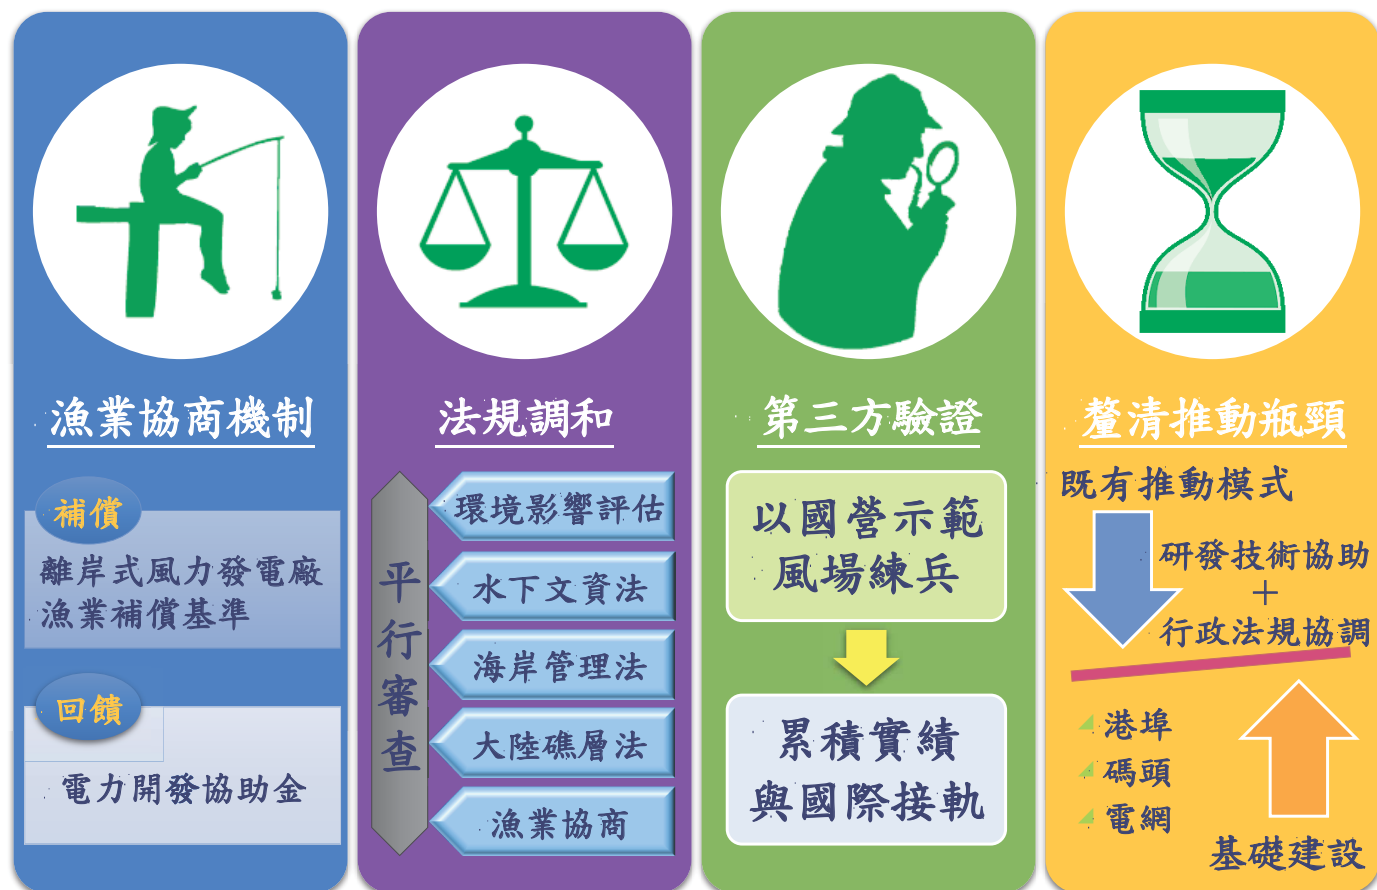 漁業協商機制
補償
離岸式風力發電廠
漁業補償基準
回饋
電力開發協助金
法規調和
平行審查
環境影響評估
水下文資法
海岸管理法
大陸礁層法
漁業協商
第三方驗證
以國營示範
風場練兵
累積實績
與國際接軌
釐清推動瓶頸
既有推動模式
研發技術協助
+
行政法規協調
港埠
碼頭
電網
基礎建設